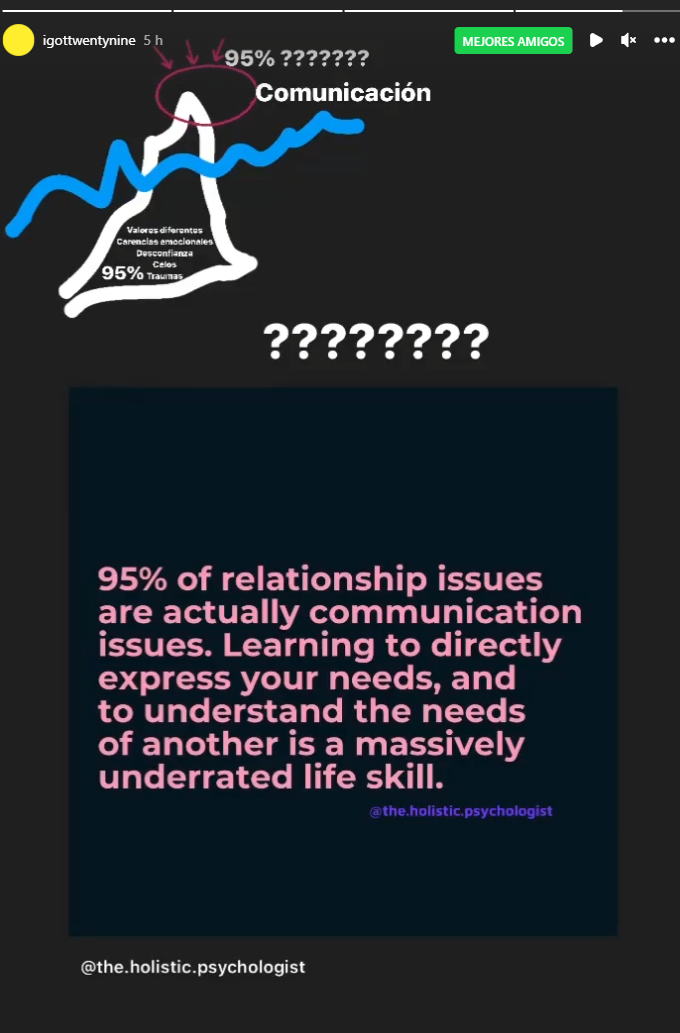 igottwentynine 5 h
MEJORES AMIGOS
95% ???????
Comunicación
Valores diferentes
Carencias emocionales
Desconfianza
Celos
95% Traumas
????????
95% of relationship issues
are actually communication
issues. Learning to directly
express your needs, and
to understand the needs
of another is a massively
underrated life skill.
@the.holistic.psychologist
@the.holistic.psychologist